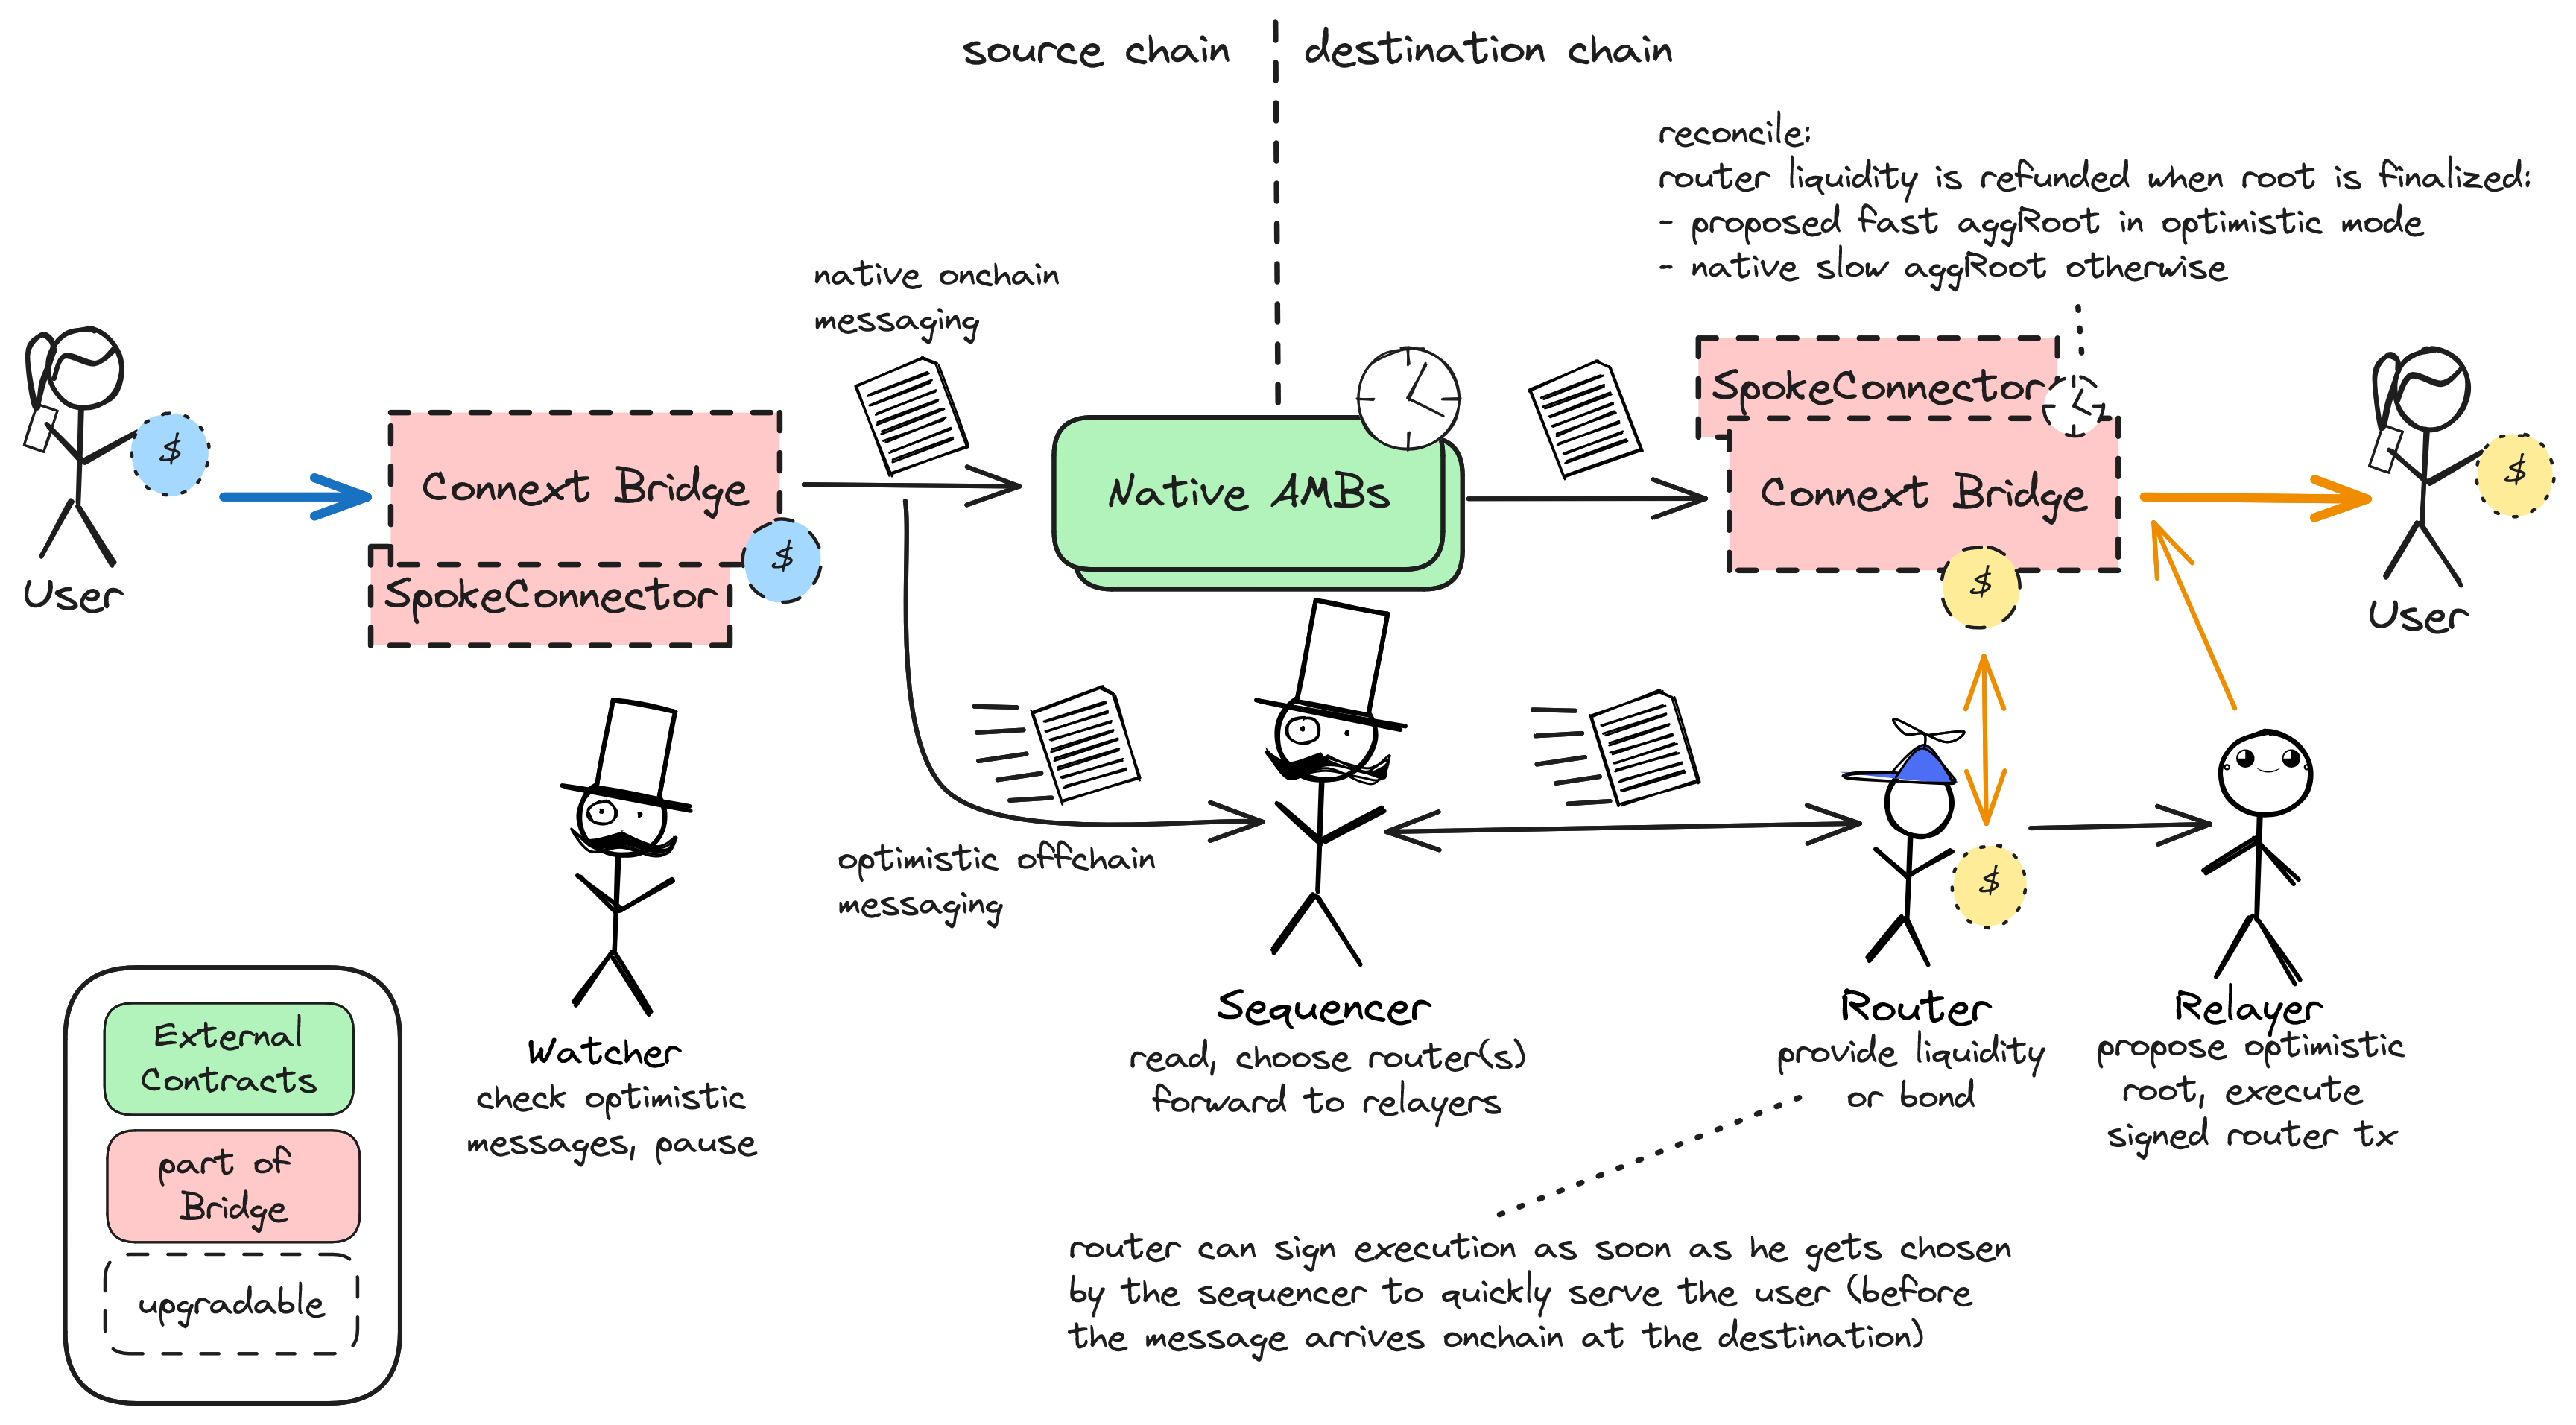 source chain
destination chain
reconcile:
router liquidity is refunded when root is finalized:
- proposed fast aggRoot in optimistic mode
- native slow aggRoot otherwise
native onchain
messaging
$
User
Connext Bridge
SpokeConnector
$
Native AMBs
SpokeConnector
Connext Bridge
$
$
User
optimistic offchain
messaging
$
Watcher
check optimistic
messages, pause
Sequencer
read, choose router(s)
forward to relayers
Router
provide liquidity
or bond
Relayer
propose optimistic
root, execute
signed router tx
External
Contracts
part of
Bridge
upgradable
router can sign execution as soon as he gets chosen
by the sequencer to quickly serve the user (before
the message arrives onchain at the destination)